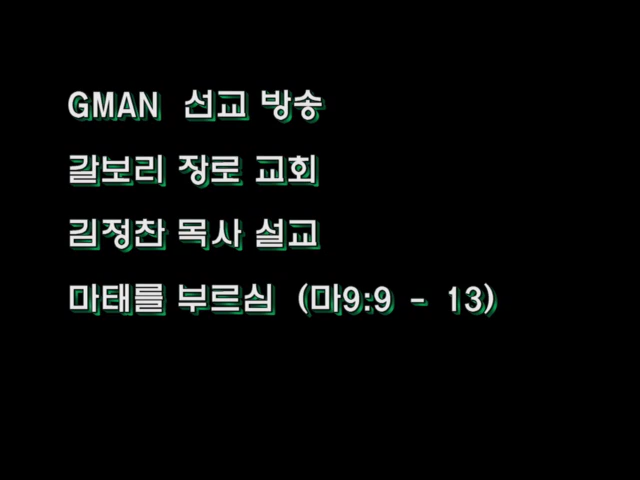 GMAN 선교 방송
갈보리 장로 교회
김정찬 목사 설교
마태를 부르심 (마9:9 - 13)